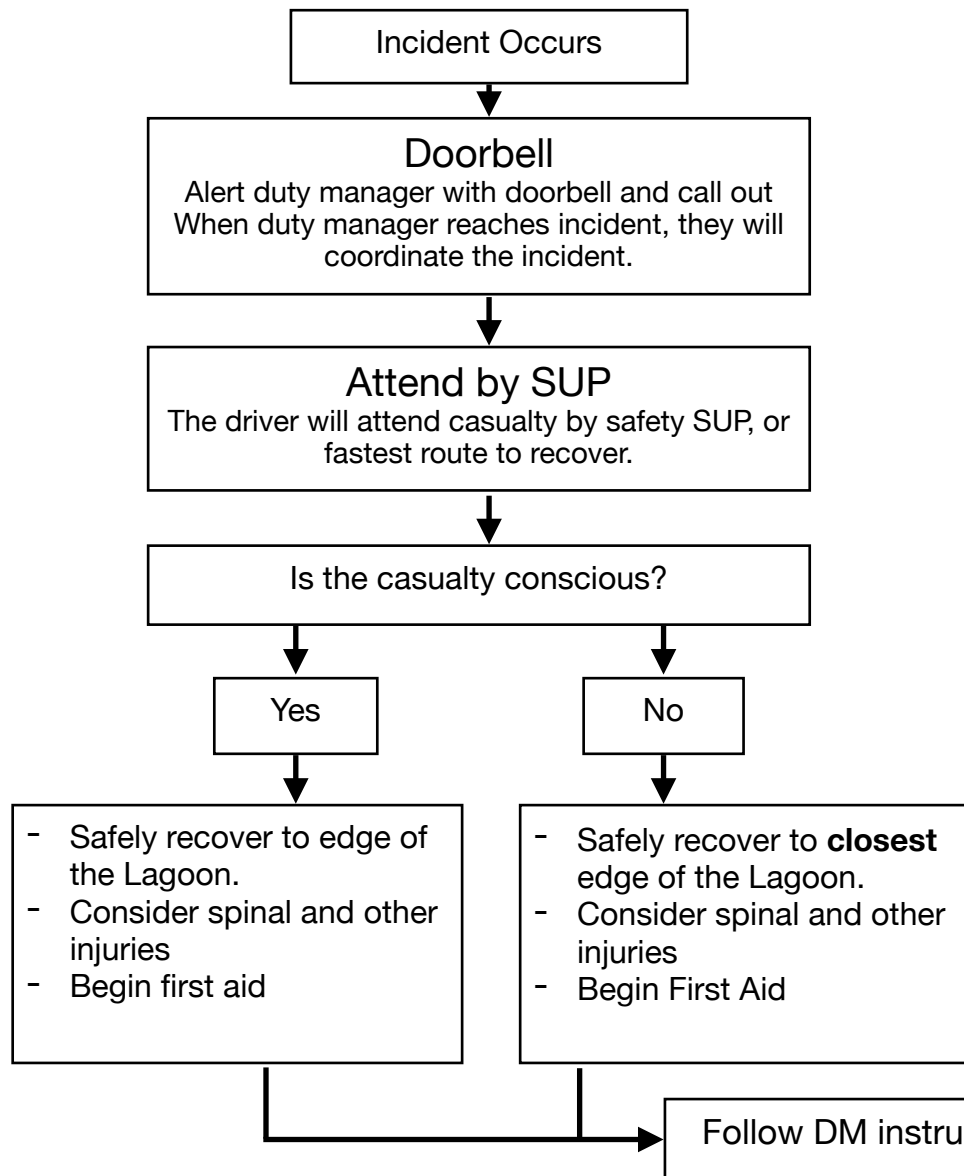 Incident Occurs
Doorbell
Alert duty manager with doorbell and call out
When duty manager reaches incident, they will
coordinate the incident.
Attend by SUP
The driver will attend casualty by safety SUP, or
fastest route to recover.
Is the casualty conscious?
Yes
No
- Safely recover to edge of
the Lagoon.
- Consider spinal and other
injuries
- Begin first aid
- Safely recover to closest
edge of the Lagoon.
- Consider spinal and other
injuries
- Begin First Aid
Follow DM instru